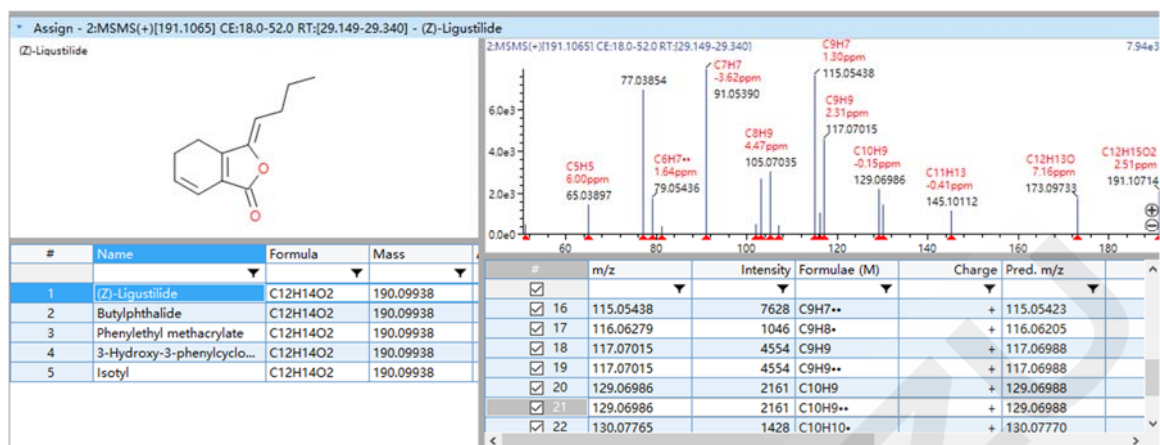 Assign - 2:MSMS(+)[191.1065] CE:18.0-52.0 RT:[29.149-29.340] - (Z)-Ligustilide
(Z)-Ligustilide
O
O
# Name Formula Mass
1 (Z)-Ligustilide C12H14O2 190.09938
2 Butylphthalide C12H14O2 190.09938
3 Phenylethyl methacrylate C12H14O2 190.09938
4 3-Hydroxy-3-phenylcyclo... C12H14O2 190.09938
5 Isotyl C12H14O2 190.09938
2:MSMS(+)[191.1065] CE:18.0-52.0 RT:[29.149-29.340]
7.94e3
6.0e3
4.0e3
2.0e3
0.0e0
60 80 100 120 140 160 180
C5H5
6.00ppm
65.03897
77.03854
C6H7••
1.64ppm
79.05436
C7H7
-3.62ppm
91.05390
C8H9
4.47ppm
105.07035
C9H7
1.30ppm
115.05438
C9H9
2.31ppm
117.07015
C10H9
-0.15ppm
129.06986
C11H13
-0.41ppm
145.10112
C12H13O
7.16ppm
173.09733
C12H15O2
2.51ppm
191.10714
# m/z Intensity Formulae (M) Charge Pred. m/z
16 115.05438 7628 C9H7•• + 115.05423
17 116.06279 1046 C9H8• + 116.06205
18 117.07015 4554 C9H9 + 117.06988
19 117.07015 4554 C9H9•• + 117.06988
20 129.06986 2161 C10H9 + 129.06988
21 129.06986 2161 C10H9•• + 129.06988
22 130.07765 1428 C10H10• + 130.07770